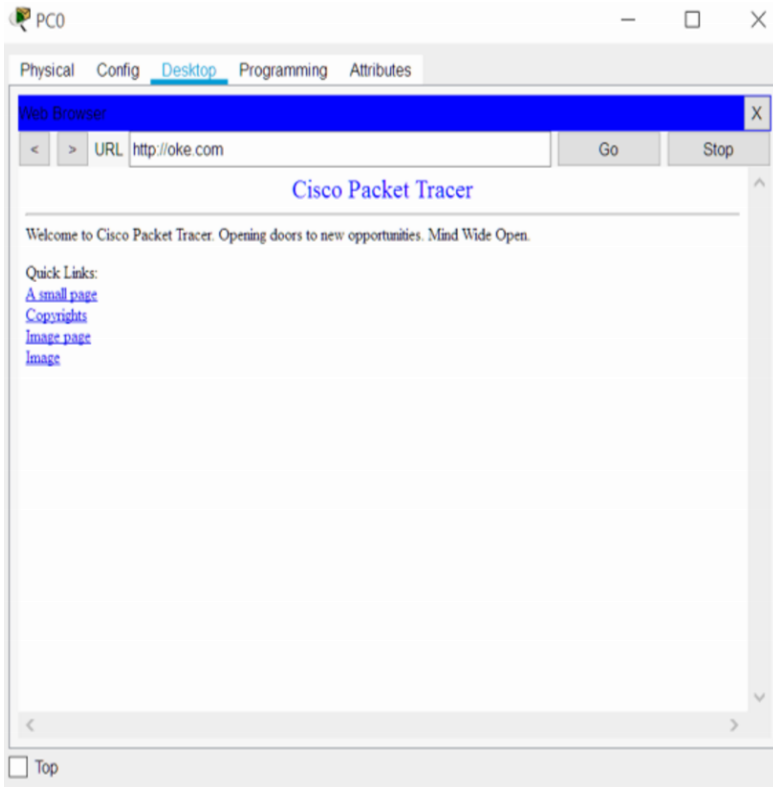 PC0
Physical Config Desktop Programming Attributes
Web Browser
X
< > URL http://oke.com Go Stop
Cisco Packet Tracer
Welcome to Cisco Packet Tracer. Opening doors to new opportunities. Mind Wide Open.
Quick Links:
A small page
Copyrights
Image page
Image
Top